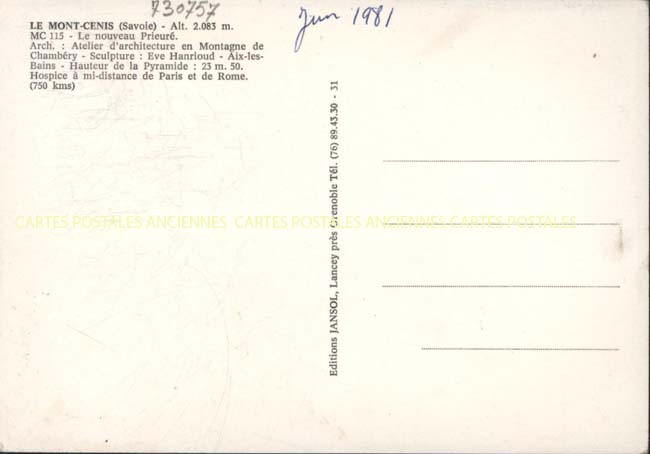 730757
Juin 1981
LE MONT-CENIS (Savoie) - Alt. 2.083 m.
MC 115 - Le nouveau Prieuré.
Arch. : Atelier d'architecture en Montagne de
Chambéry - Sculpture : Eve Hanrioud - Aix-les-
Bains - Hauteur de la Pyramide : 23 m. 50.
Hospice à mi-distance de Paris et de Rome.
(750 kms)
Editions JANSOL, Lancey près Grenoble Tél. (76) 89.43.30 - 31
CARTES POSTALES ANCIENNES CARTES POSTALES ANCIENNES CARTES POSTALES